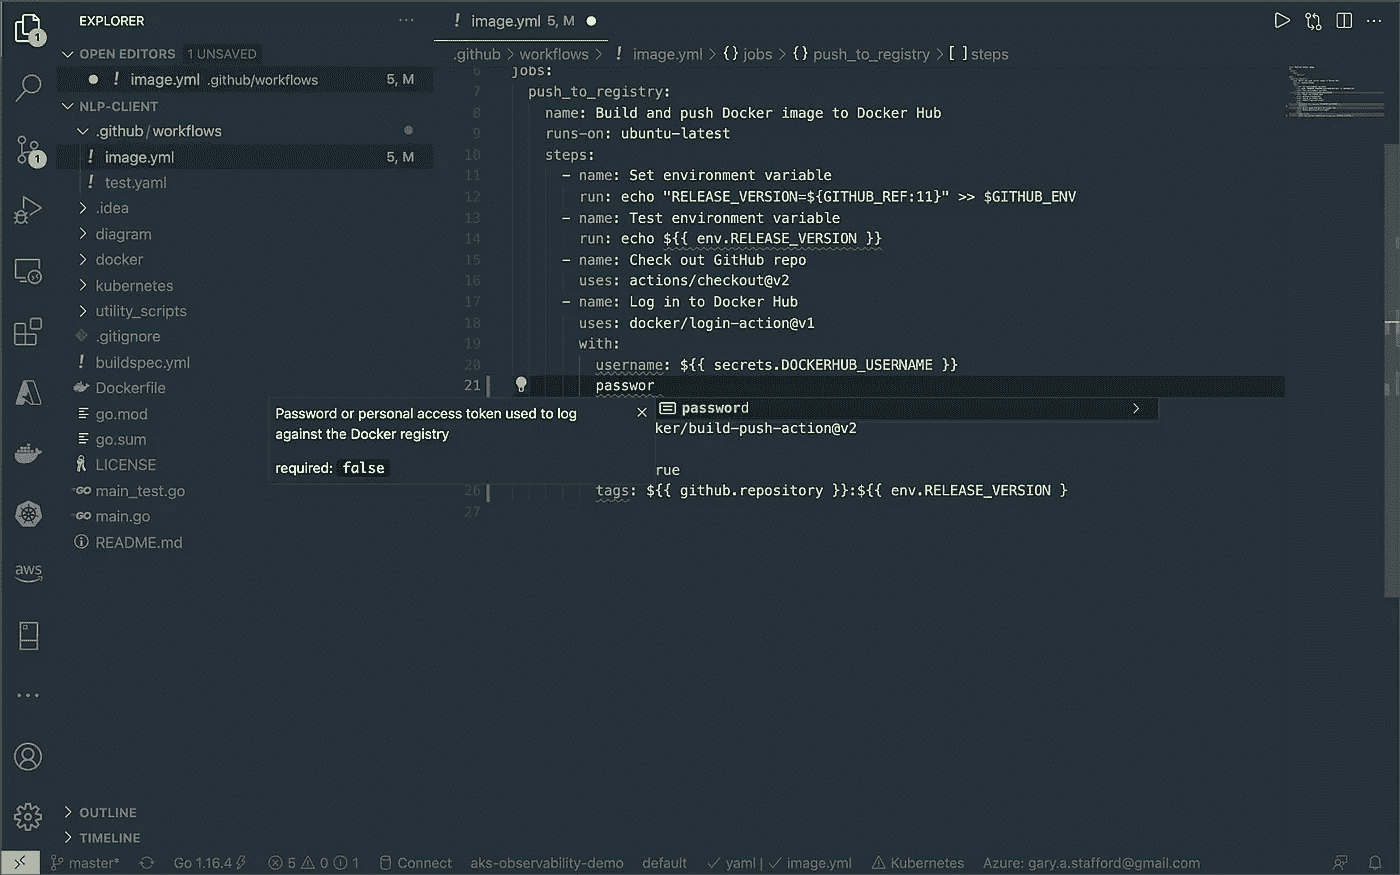 EXPLORER
OPEN EDITORS 1 UNSAVED
! image.yml .github/workflows 5, M
NLP-CLIENT
.github/workflows
! image.yml 5, M
! test.yaml
.idea
diagram
docker
kubernetes
utility_scripts
.gitignore
! buildspec.yml
Dockerfile
go.mod
go.sum
LICENSE
GO main_test.go
GO main.go
README.md
OUTLINE
TIMELINE
1
1
aws
! image.yml 5, M
.github > workflows > ! image.yml > {} jobs > {} push_to_registry > [ ] steps
6 jobs:
7 push_to_registry:
8 name: Build and push Docker image to Docker Hub
9 runs-on: ubuntu-latest
10 steps:
11 - name: Set environment variable
12 run: echo "RELEASE_VERSION=${GITHUB_REF:11}" >> $GITHUB_ENV
13 - name: Test environment variable
14 run: echo ${{ env.RELEASE_VERSION }}
15 - name: Check out GitHub repo
16 uses: actions/checkout@v2
17 - name: Log in to Docker Hub
18 uses: docker/login-action@v1
19 with:
20 username: ${{ secrets.DOCKERHUB_USERNAME }}
21 passwor
password
Password or personal access token used to log
against the Docker registry
required: false
ker/build-push-action@v2
rue
26 tags: ${{ github.repository }}:${{ env.RELEASE_VERSION }
27
master* Go 1.16.4 5 0 1 Connect aks-observability-demo default yaml | image.yml Kubernetes Azure: gary.a.stafford@gmail.com